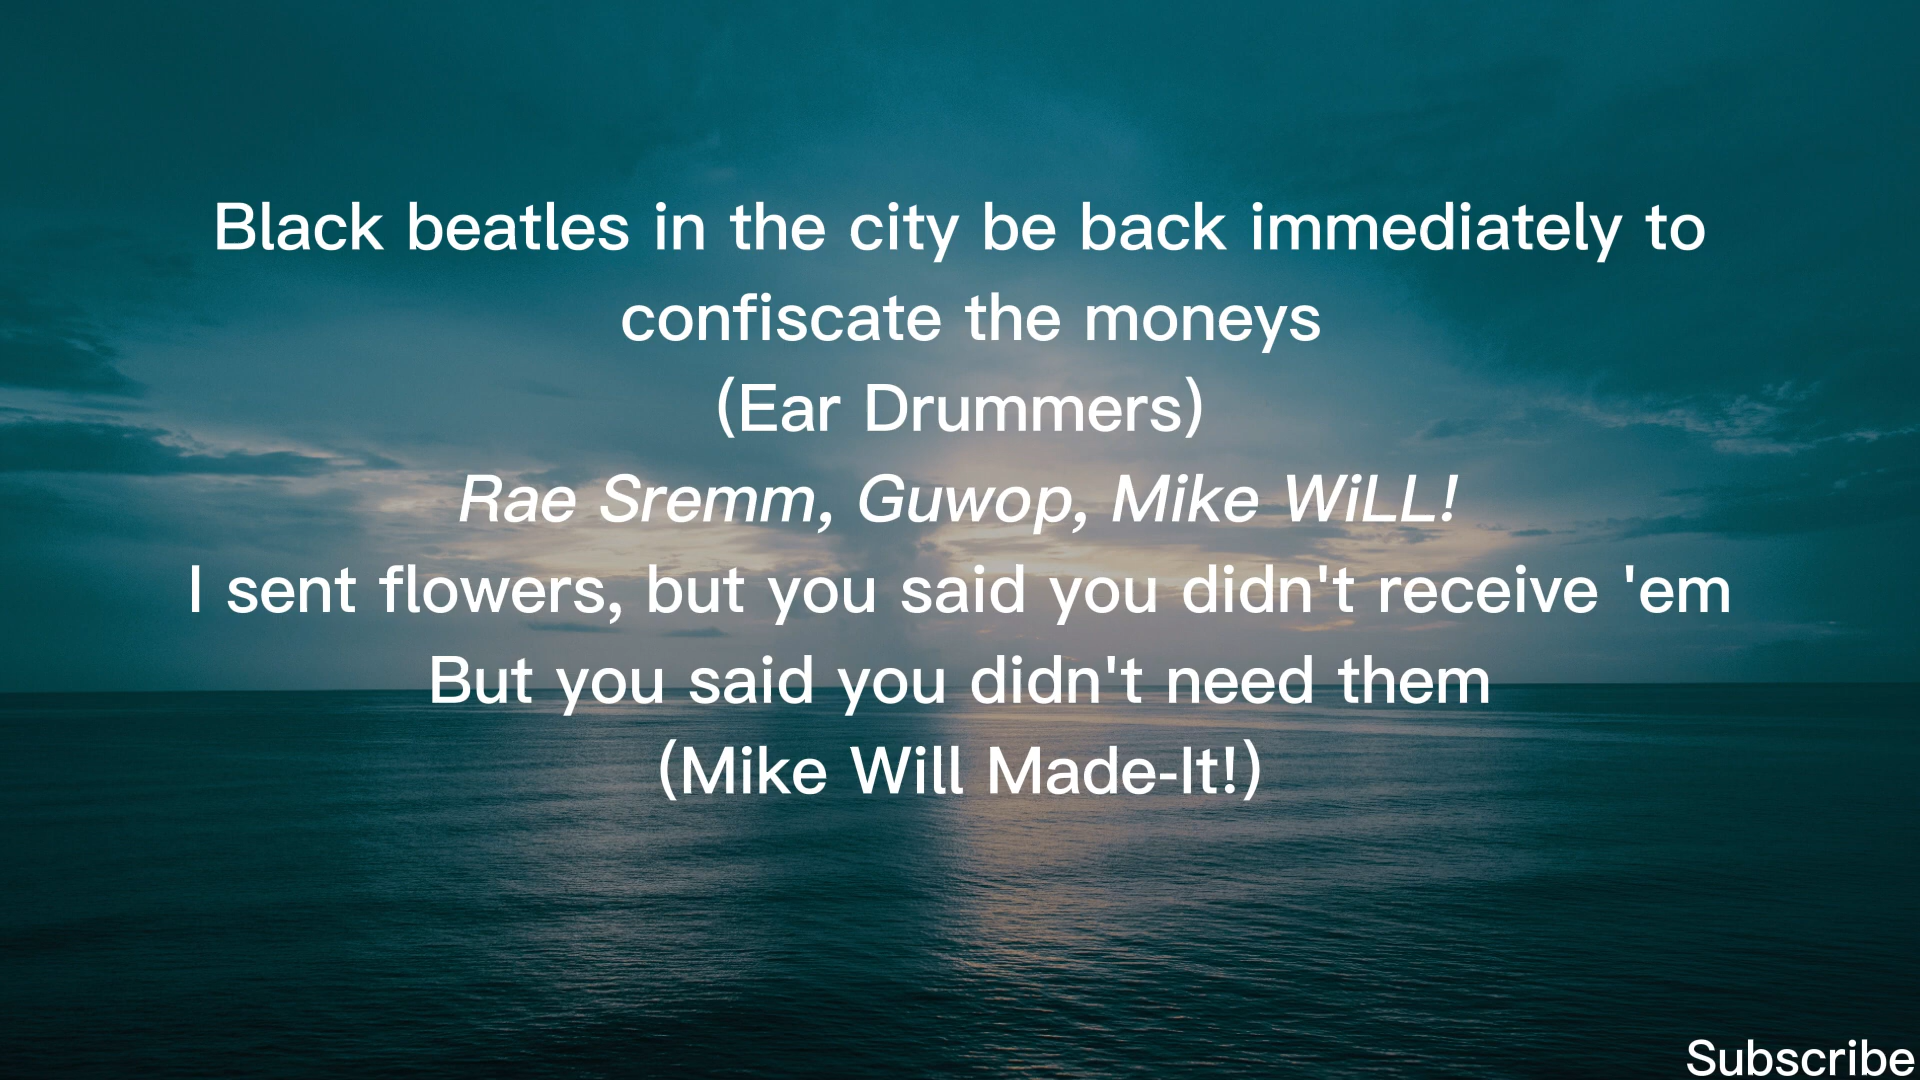 Black beatles in the city be back immediately to
confiscate the moneys
(Ear Drummers)
Rae Sremm, Guwop, Mike WiLL!
I sent flowers, but you said you didn't receive 'em
But you said you didn't need them
(Mike Will Made-It!)
Subscribe